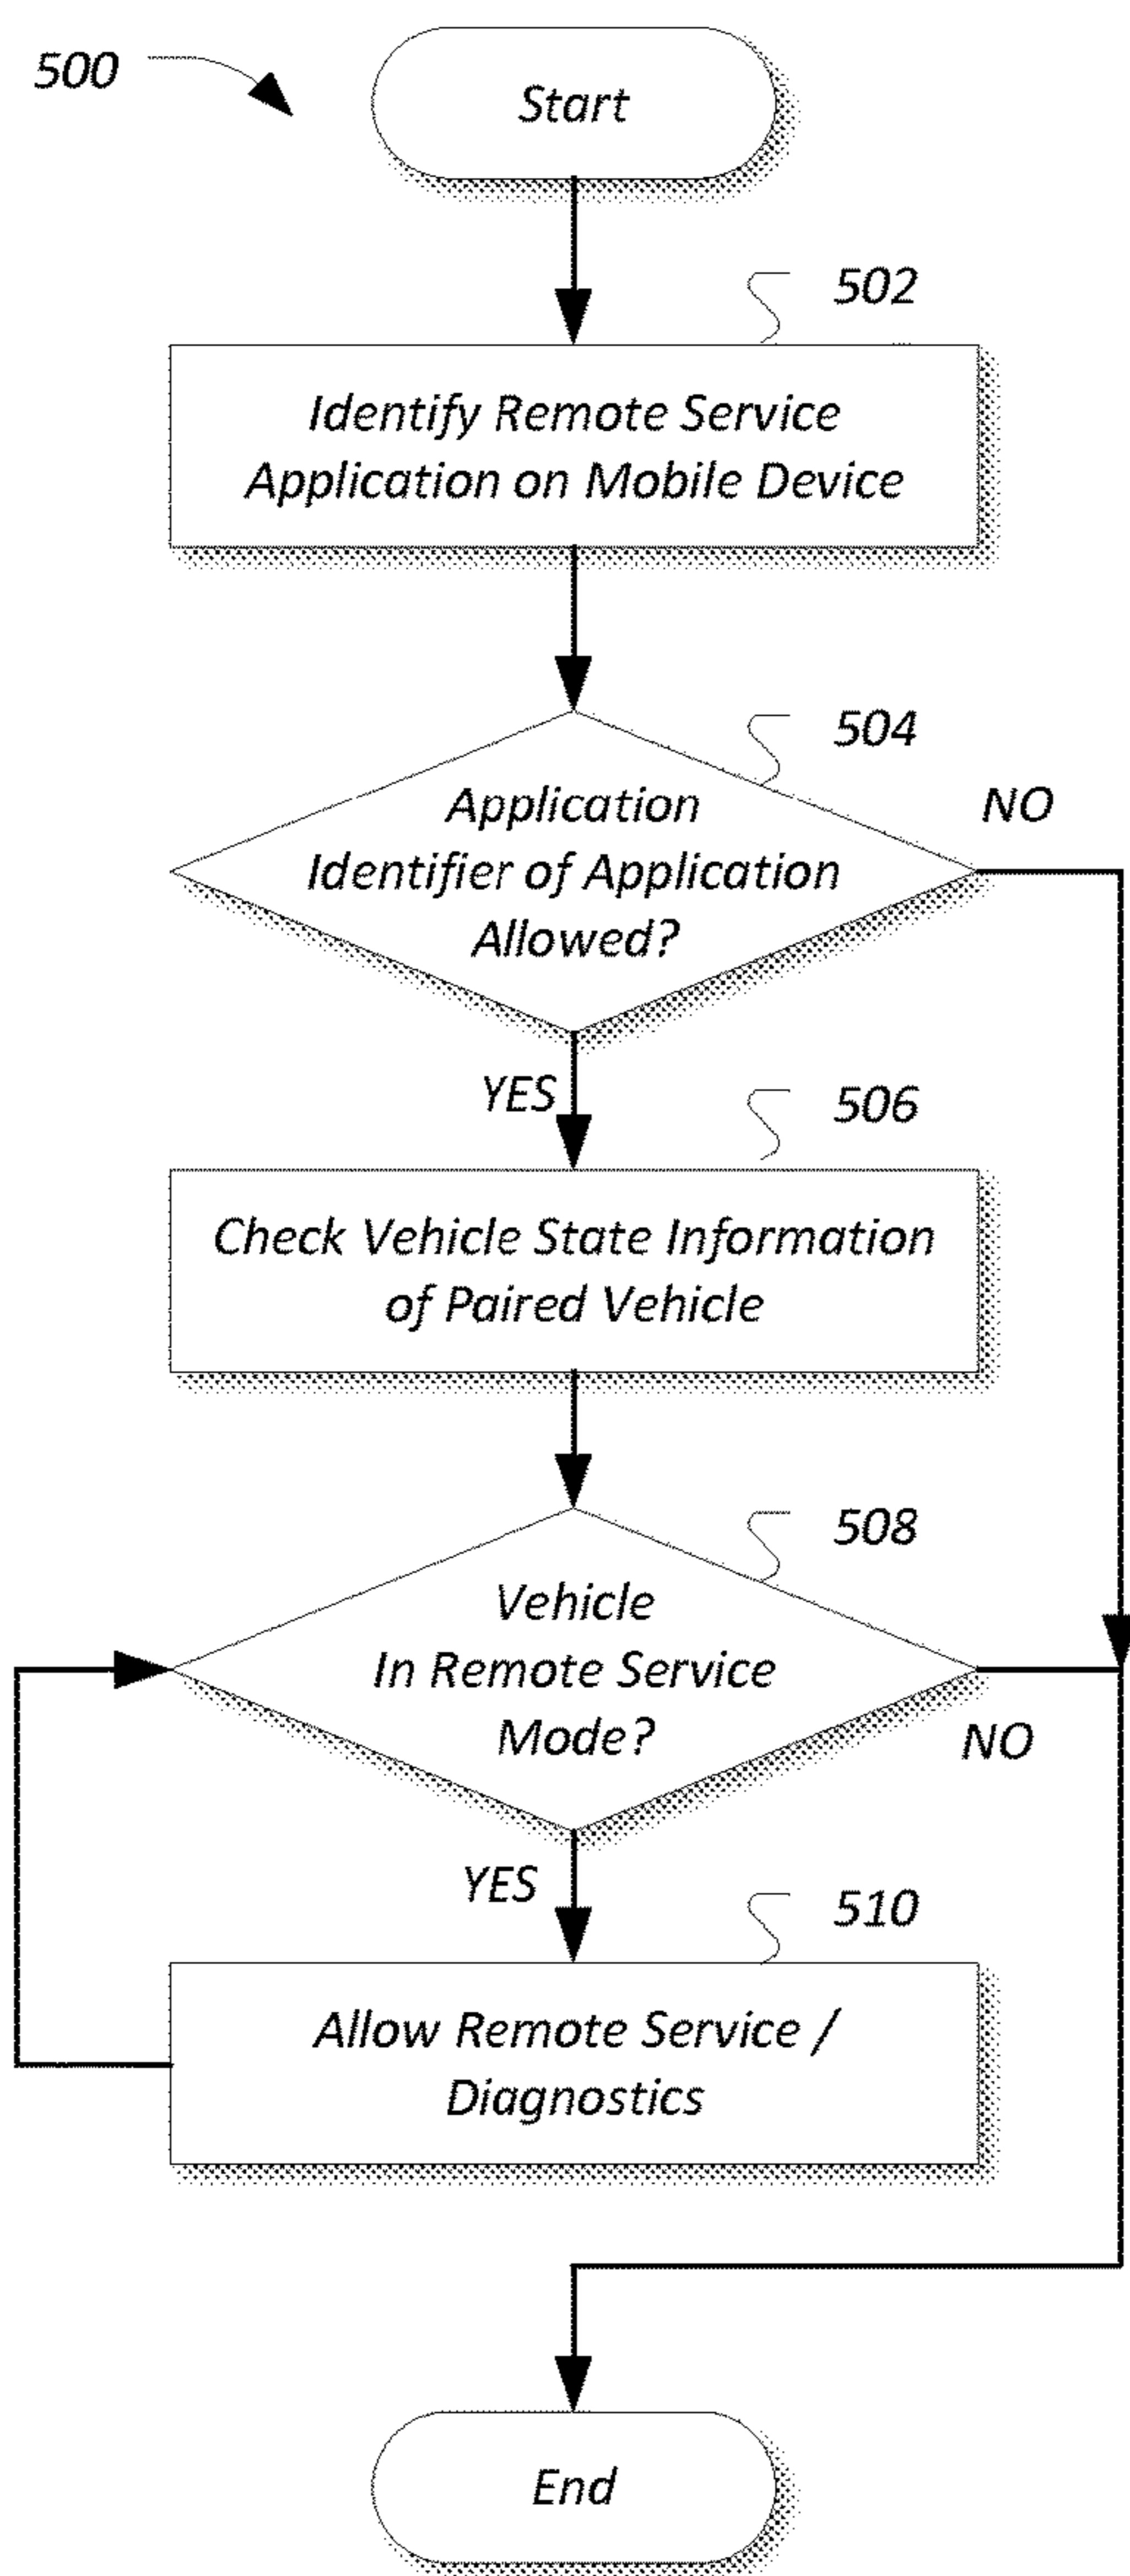 500
Start
502
Identify Remote Service
Application on Mobile Device
504
Application
Identifier of Application
Allowed?
NO
YES
506
Check Vehicle State Information
of Paired Vehicle
508
Vehicle
In Remote Service
Mode?
NO
YES
510
Allow Remote Service /
Diagnostics
End